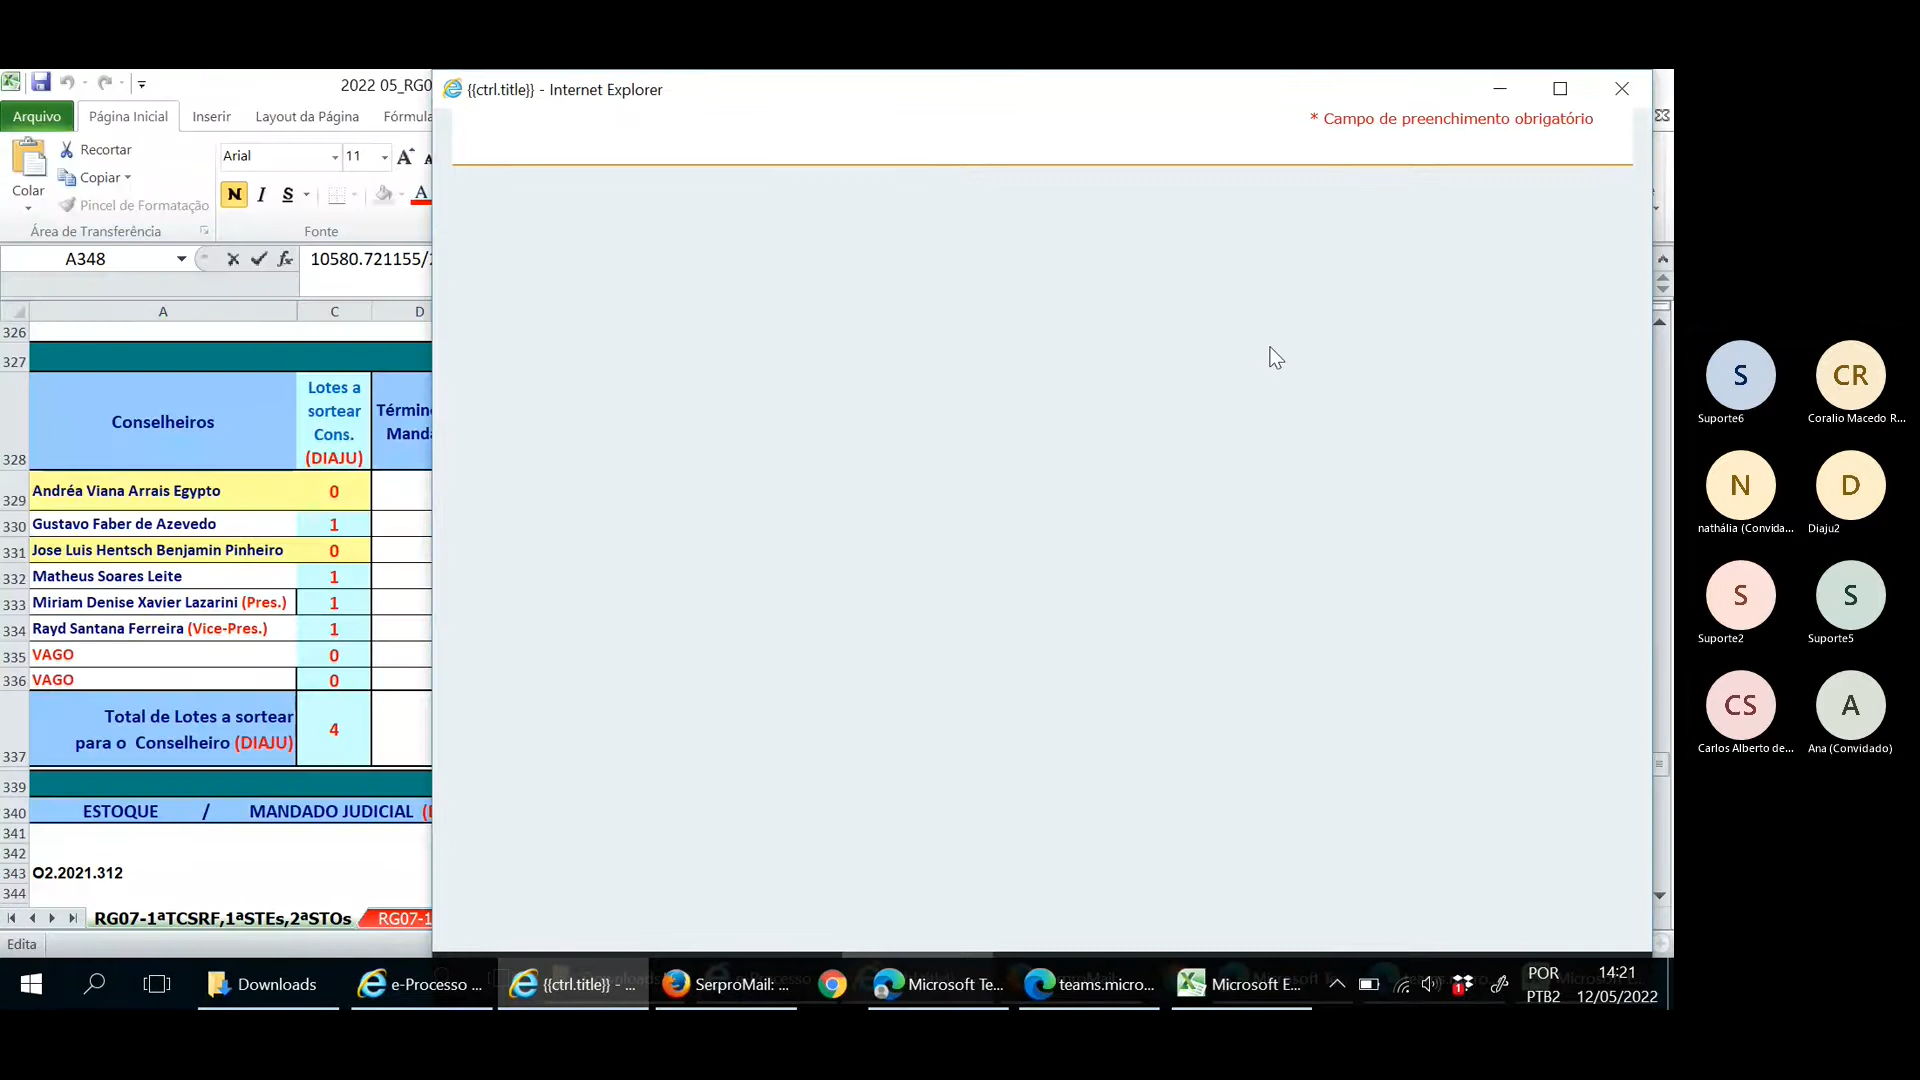 2022 05_RG0
{{ctrl.title}} - Internet Explorer
Arquivo
Página Inicial
Inserir
Layout da Página
Fórmula
* Campo de preenchimento obrigatório
Recortar
Copiar
Colar
Pincel de Formatação
Área de Transferência
Arial
11
N I S
Fonte
A348
fx
10580.721155/2
A
C
D
326
327
328
Conselheiros
Lotes a
sortear
Cons.
(DIAJU)
Términ
Manda
329 Andréa Viana Arrais Egypto 0
330 Gustavo Faber de Azevedo 1
331 Jose Luis Hentsch Benjamin Pinheiro 0
332 Matheus Soares Leite 1
333 Miriam Denise Xavier Lazarini (Pres.) 1
334 Rayd Santana Ferreira (Vice-Pres.) 1
335 VAGO 0
336 VAGO 0
337
Total de Lotes a sortear
para o Conselheiro (DIAJU)
4
339
340 ESTOQUE / MANDADO JUDICIAL (
341
342
343 O2.2021.312
344
RG07-1ªTCSRF,1ªSTEs,2ªSTOs
RG07-1
Edita
S
Suporte6
CR
Coralio Macedo R...
N
nathália (Convida...
D
Diaju2
S
Suporte2
S
Suporte5
CS
Carlos Alberto de...
A
Ana (Convidado)
Downloads
e-Processo ...
{{ctrl.title}} - ...
SerproMail: ...
Microsoft Te...
teams.micro...
Microsoft E...
1
POR
PTB2
14:21
12/05/2022